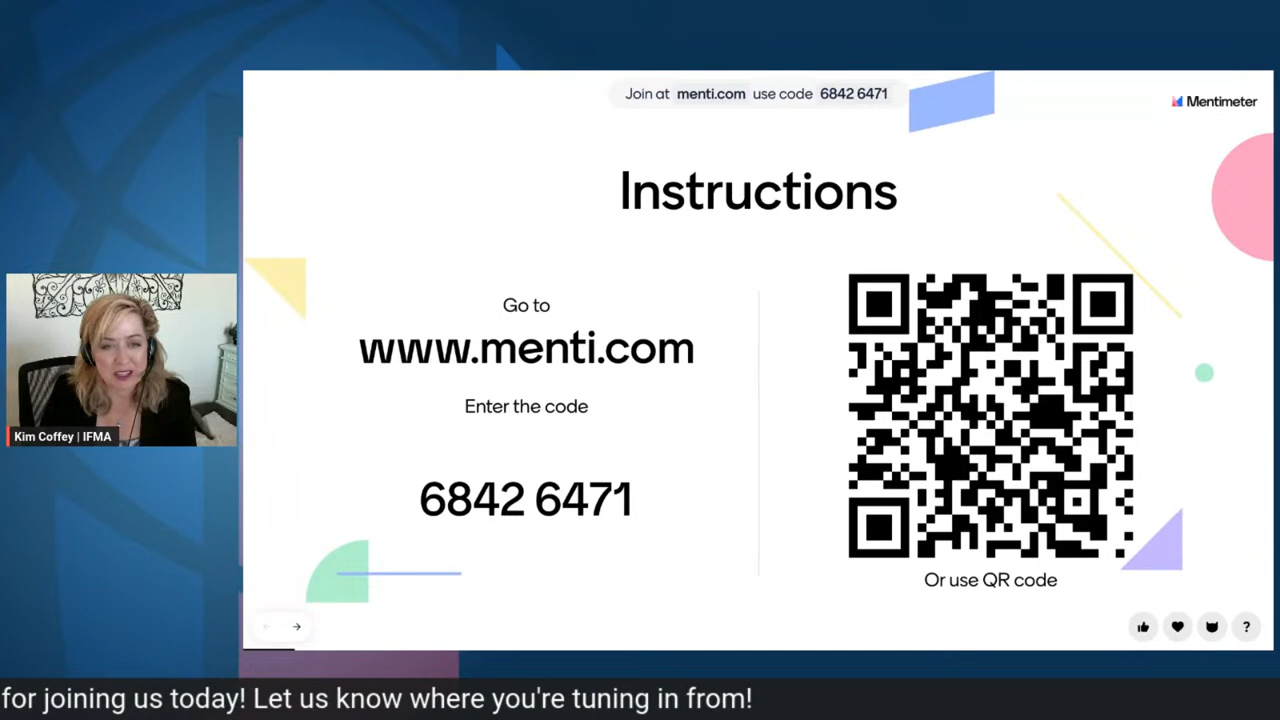 Join at menti.com use code 6842 6471
Mentimeter
Instructions
Go to
www.menti.com
Enter the code
6842 6471
Or use QR code
Kim Coffey | IFMA
?
for joining us today! Let us know where you're tuning in from!